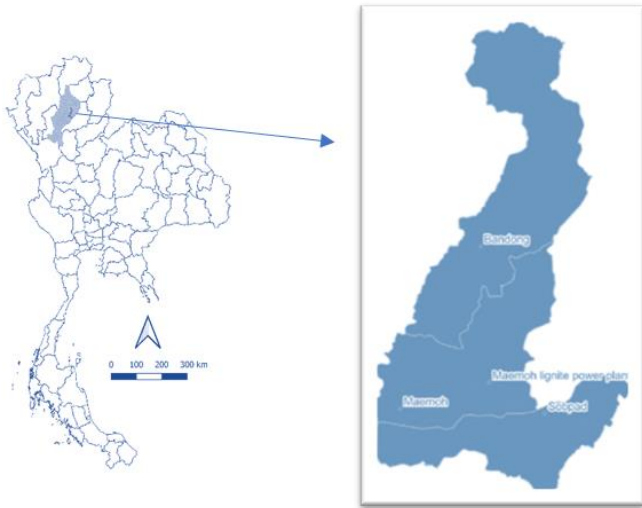 0 100 200 300 km
Bandong
Maemoh lignite power plan
Maemoh
Sobpad